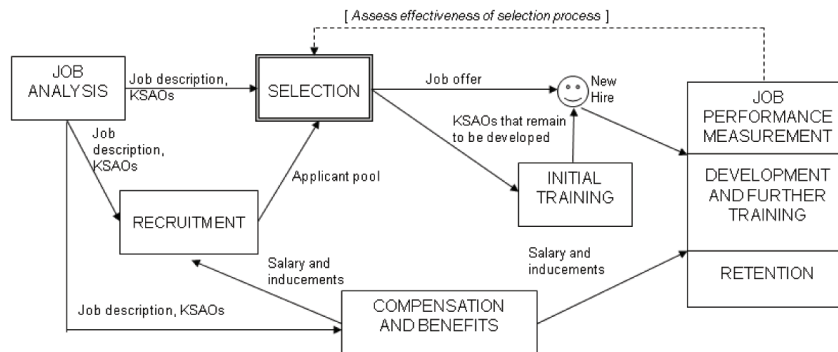 [ Assess effectiveness of selection process ]
JOB
ANALYSIS
Job description,
KSAOs
SELECTION
Job offer
New
Hire
JOB
PERFORMANCE
MEASUREMENT
Job
description,
KSAOs
KSAOs that remain
to be developed
Applicant pool
INITIAL
TRAINING
DEVELOPMENT
AND FURTHER
TRAINING
RECRUITMENT
Salary and
inducements
Salary and
inducements
RETENTION
Job description, KSAOs
COMPENSATION
AND BENEFITS